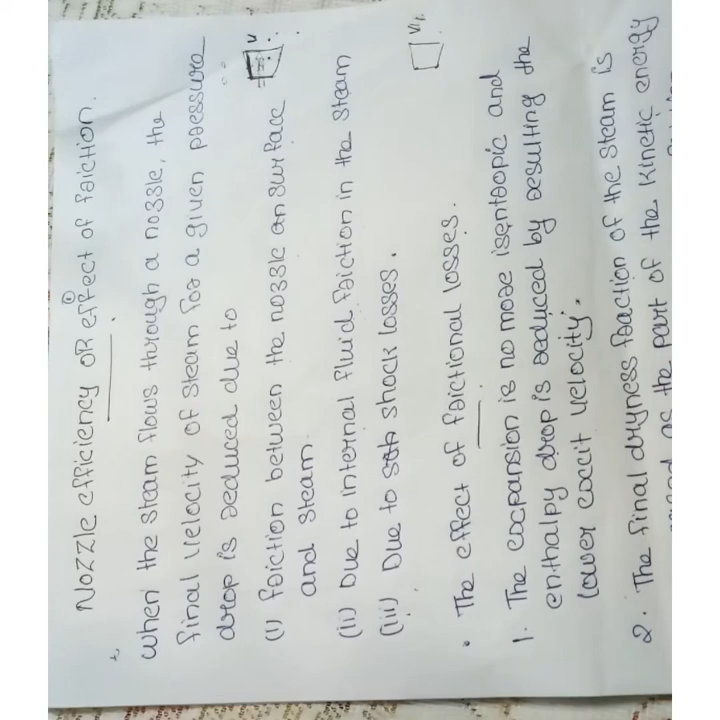 Nozzle efficiency OR effect of friction.
When the steam flows through a nozzle, the
final velocity of steam for a given pressure
drop is reduced due to
(i) friction between the nozzle an surface
and steam.
(ii) Due to internal fluid friction in the steam
(iii) Due to shock losses.
• The effect of frictional losses.
1. The expansion is no more isentropic and
enthalpy drop is reduced by resulting the
lower exit velocity.
2. The final dryness fraction of the steam is
as the part of the kinetic energy